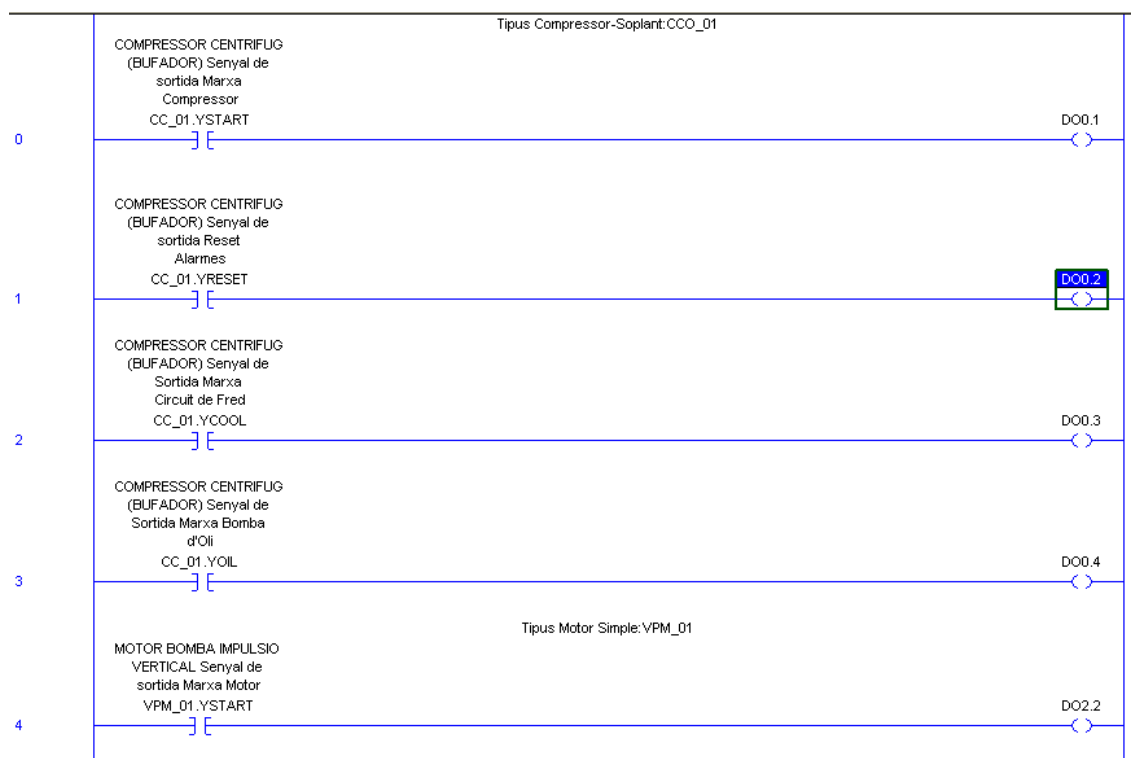 Tipus Compressor-Soplant:CCO_01
COMPRESSOR CENTRIFUG
(BUFADOR) Senyal de
sortida Marxa
Compressor
CC_01.YSTART
DO0.1
0
COMPRESSOR CENTRIFUG
(BUFADOR) Senyal de
sortida Reset
Alarmes
CC_01.YRESET
DO0.2
1
COMPRESSOR CENTRIFUG
(BUFADOR) Senyal de
Sortida Marxa
Circuit de Fred
CC_01.YCOOL
DO0.3
2
COMPRESSOR CENTRIFUG
(BUFADOR) Senyal de
Sortida Marxa Bomba
d'Oli
CC_01.YOIL
DO0.4
3
Tipus Motor Simple:VPM_01
MOTOR BOMBA IMPULSIO
VERTICAL Senyal de
sortida Marxa Motor
VPM_01.YSTART
DO2.2
4